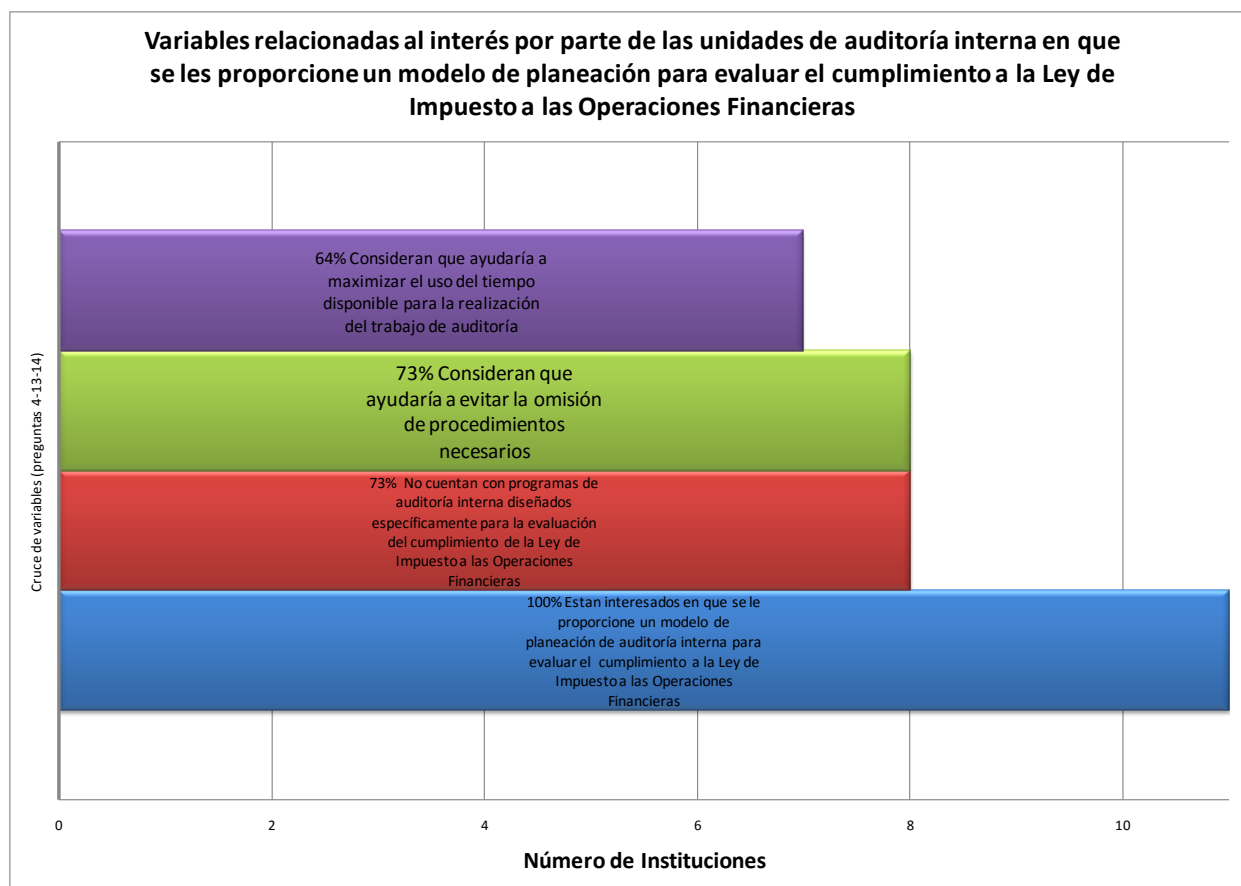 Variables relacionadas al interés por parte de las unidades de auditoría interna en que
se les proporcione un modelo de planeación para evaluar el cumplimiento a la Ley de
Impuesto a las Operaciones Financieras
64% Consideran que ayudaría a
maximizar el uso del tiempo
disponible para la realización
del trabajo de auditoría
73% Consideran que
ayudaría a evitar la omisión
de procedimientos
necesarios
73% No cuentan con programas de
auditoría interna diseñados
específicamente para la evaluación
del cumplimiento de la Ley de
Impuesto a las Operaciones
Financieras
100% Estan interesados en que se le
proporcione un modelo de
planeación de auditoría interna para
evaluar el cumplimiento a la Ley de
Impuesto a las Operaciones
Financieras
Cruce de variables (preguntas 4-13-14)
0 2 4 6 8 10
Número de Instituciones